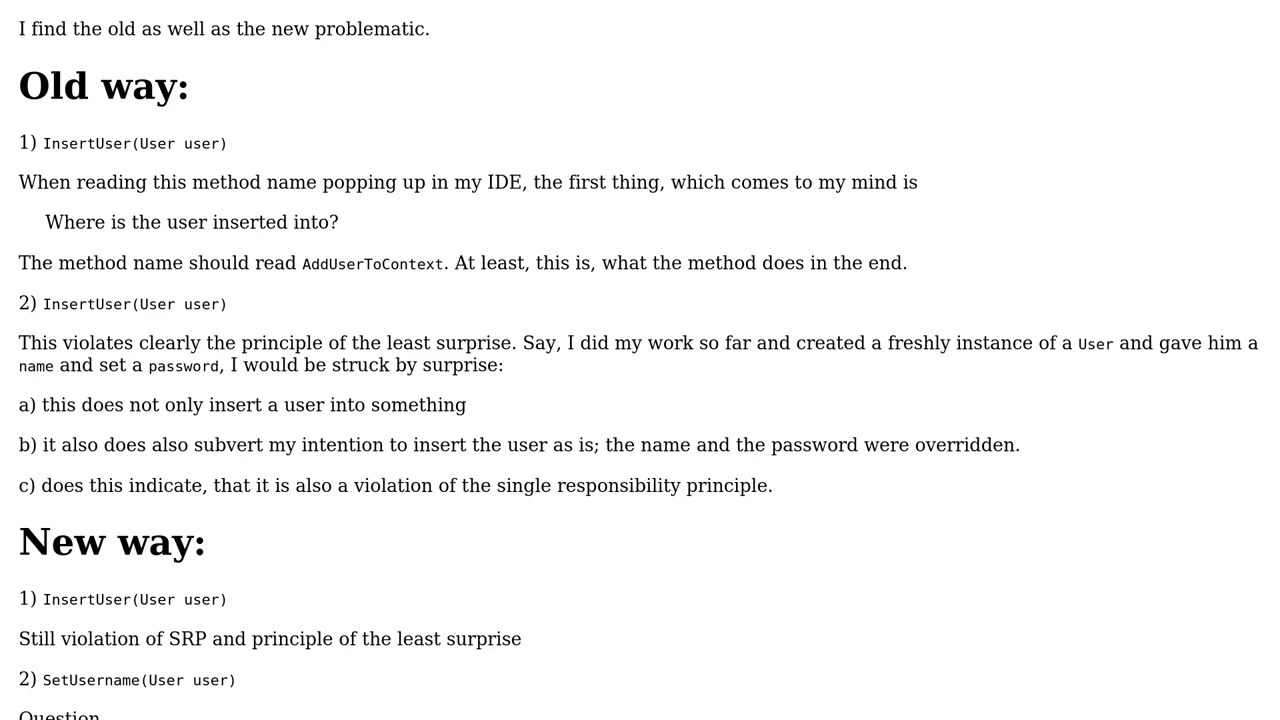 I find the old as well as the new problematic.
Old way:
1) InsertUser(User user)
When reading this method name popping up in my IDE, the first thing, which comes to my mind is
Where is the user inserted into?
The method name should read AddUserToContext. At least, this is, what the method does in the end.
2) InsertUser(User user)
This violates clearly the principle of the least surprise. Say, I did my work so far and created a freshly instance of a User and gave him a
name and set a password, I would be struck by surprise:
a) this does not only insert a user into something
b) it also does also subvert my intention to insert the user as is; the name and the password were overridden.
c) does this indicate, that it is also a violation of the single responsibility principle.
New way:
1) InsertUser(User user)
Still violation of SRP and principle of the least surprise
2) SetUsername(User user)
Question